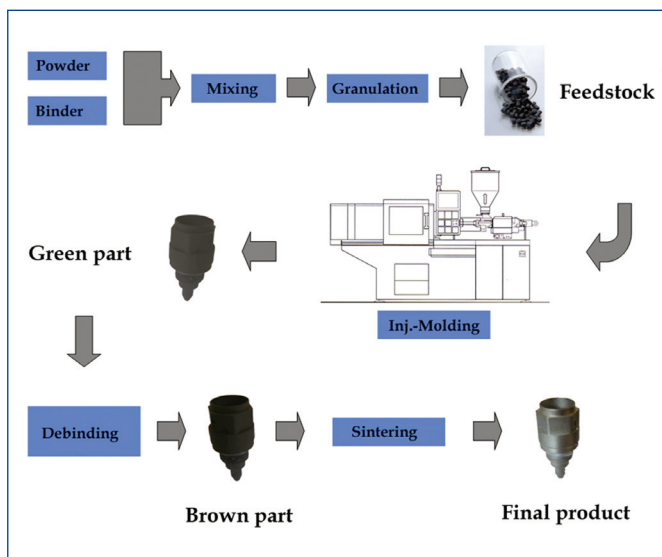 Powder
Binder
Mixing
Granulation
Feedstock
Green part
Inj.-Molding
Debinding
Sintering
Brown part
Final product